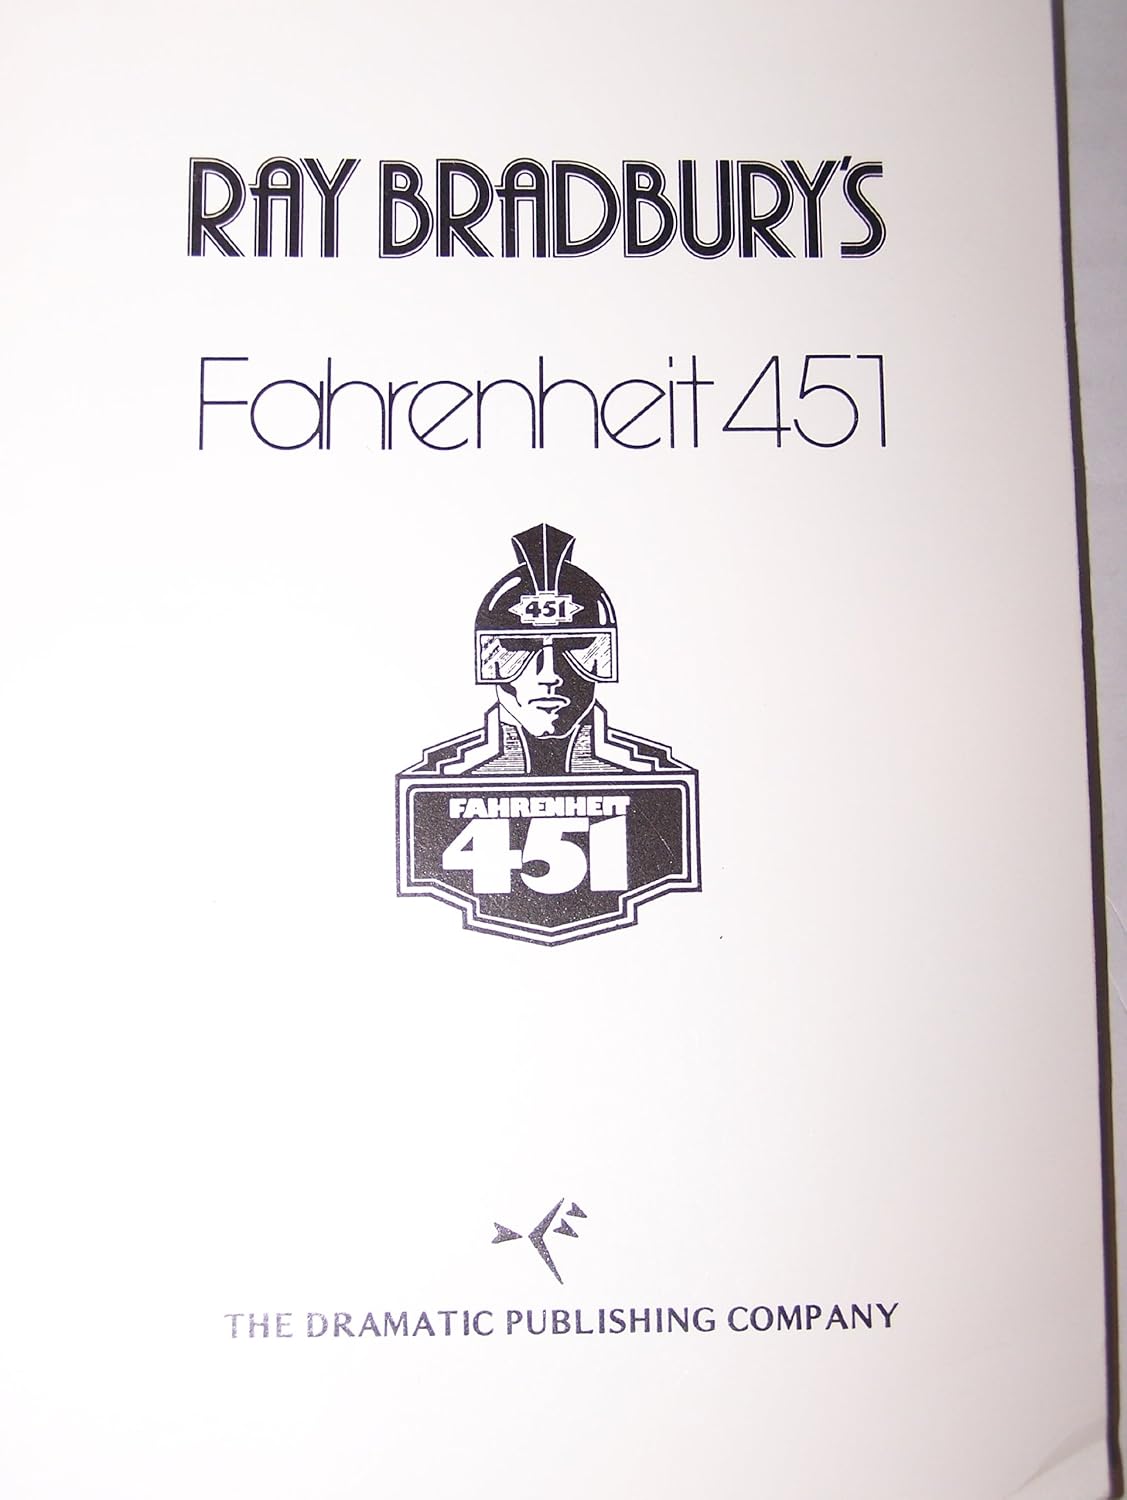 RAY BRADBURY'S
Fahrenheit 451
451
FAHRENHEIT
451
THE DRAMATIC PUBLISHING COMPANY